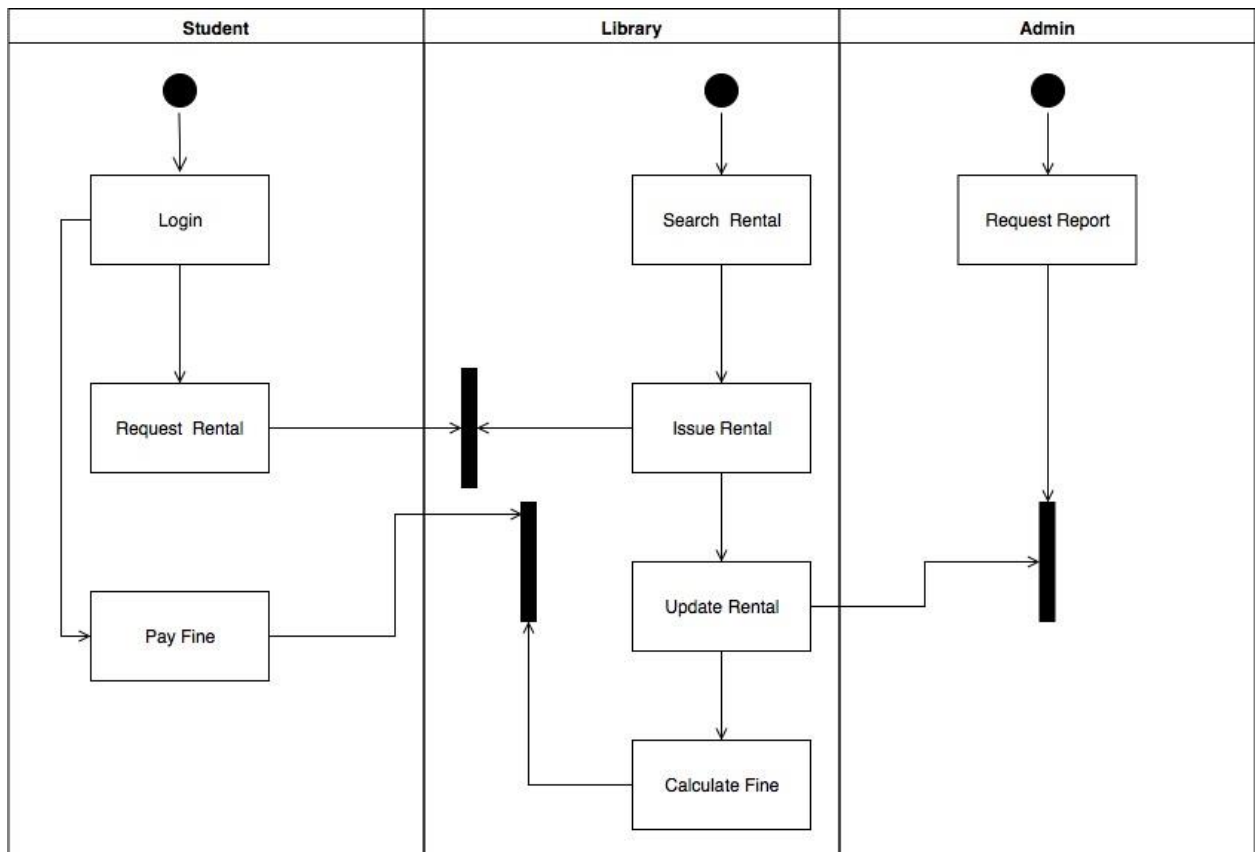 Student
Library
Admin
Login
Search Rental
Request Report
Request Rental
Issue Rental
Update Rental
Pay Fine
Calculate Fine